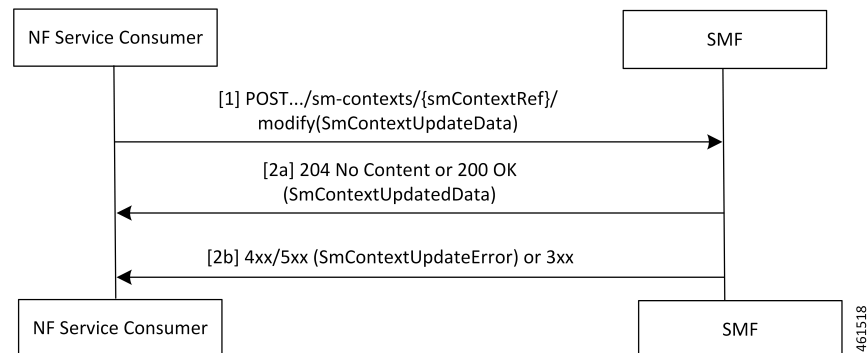 NF Service Consumer
SMF
[1] POST.../sm-contexts/{smContextRef}/
modify(SmContextUpdateData)
[2a] 204 No Content or 200 OK
(SmContextUpdatedData)
[2b] 4xx/5xx (SmContextUpdateError) or 3xx
NF Service Consumer
SMF
461518